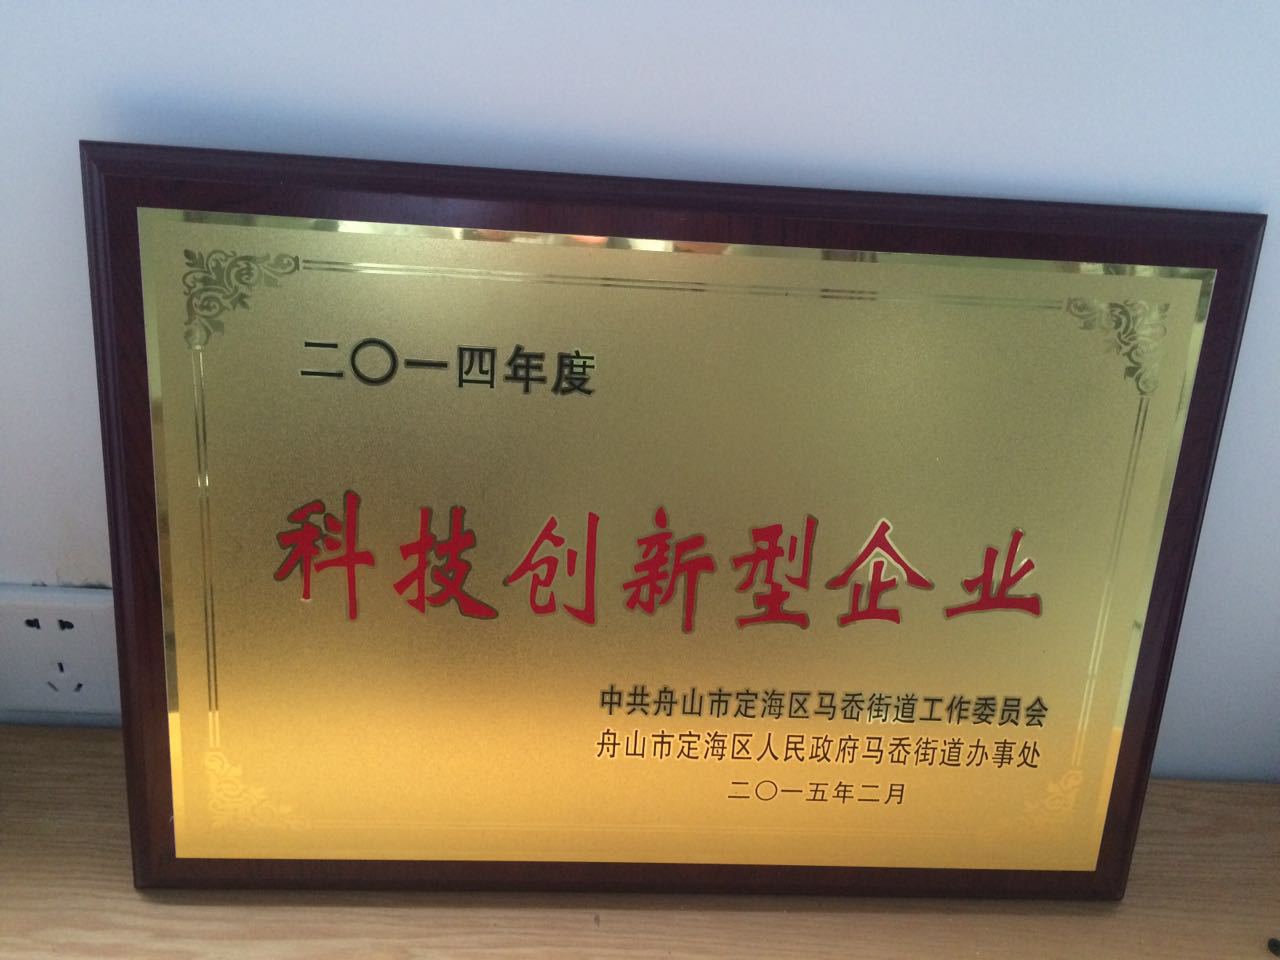 二〇一四年度
科技创新型企业
中共舟山市定海区马岙街道工作委员会
舟山市定海区人民政府马岙街道办事处
二〇一五年二月